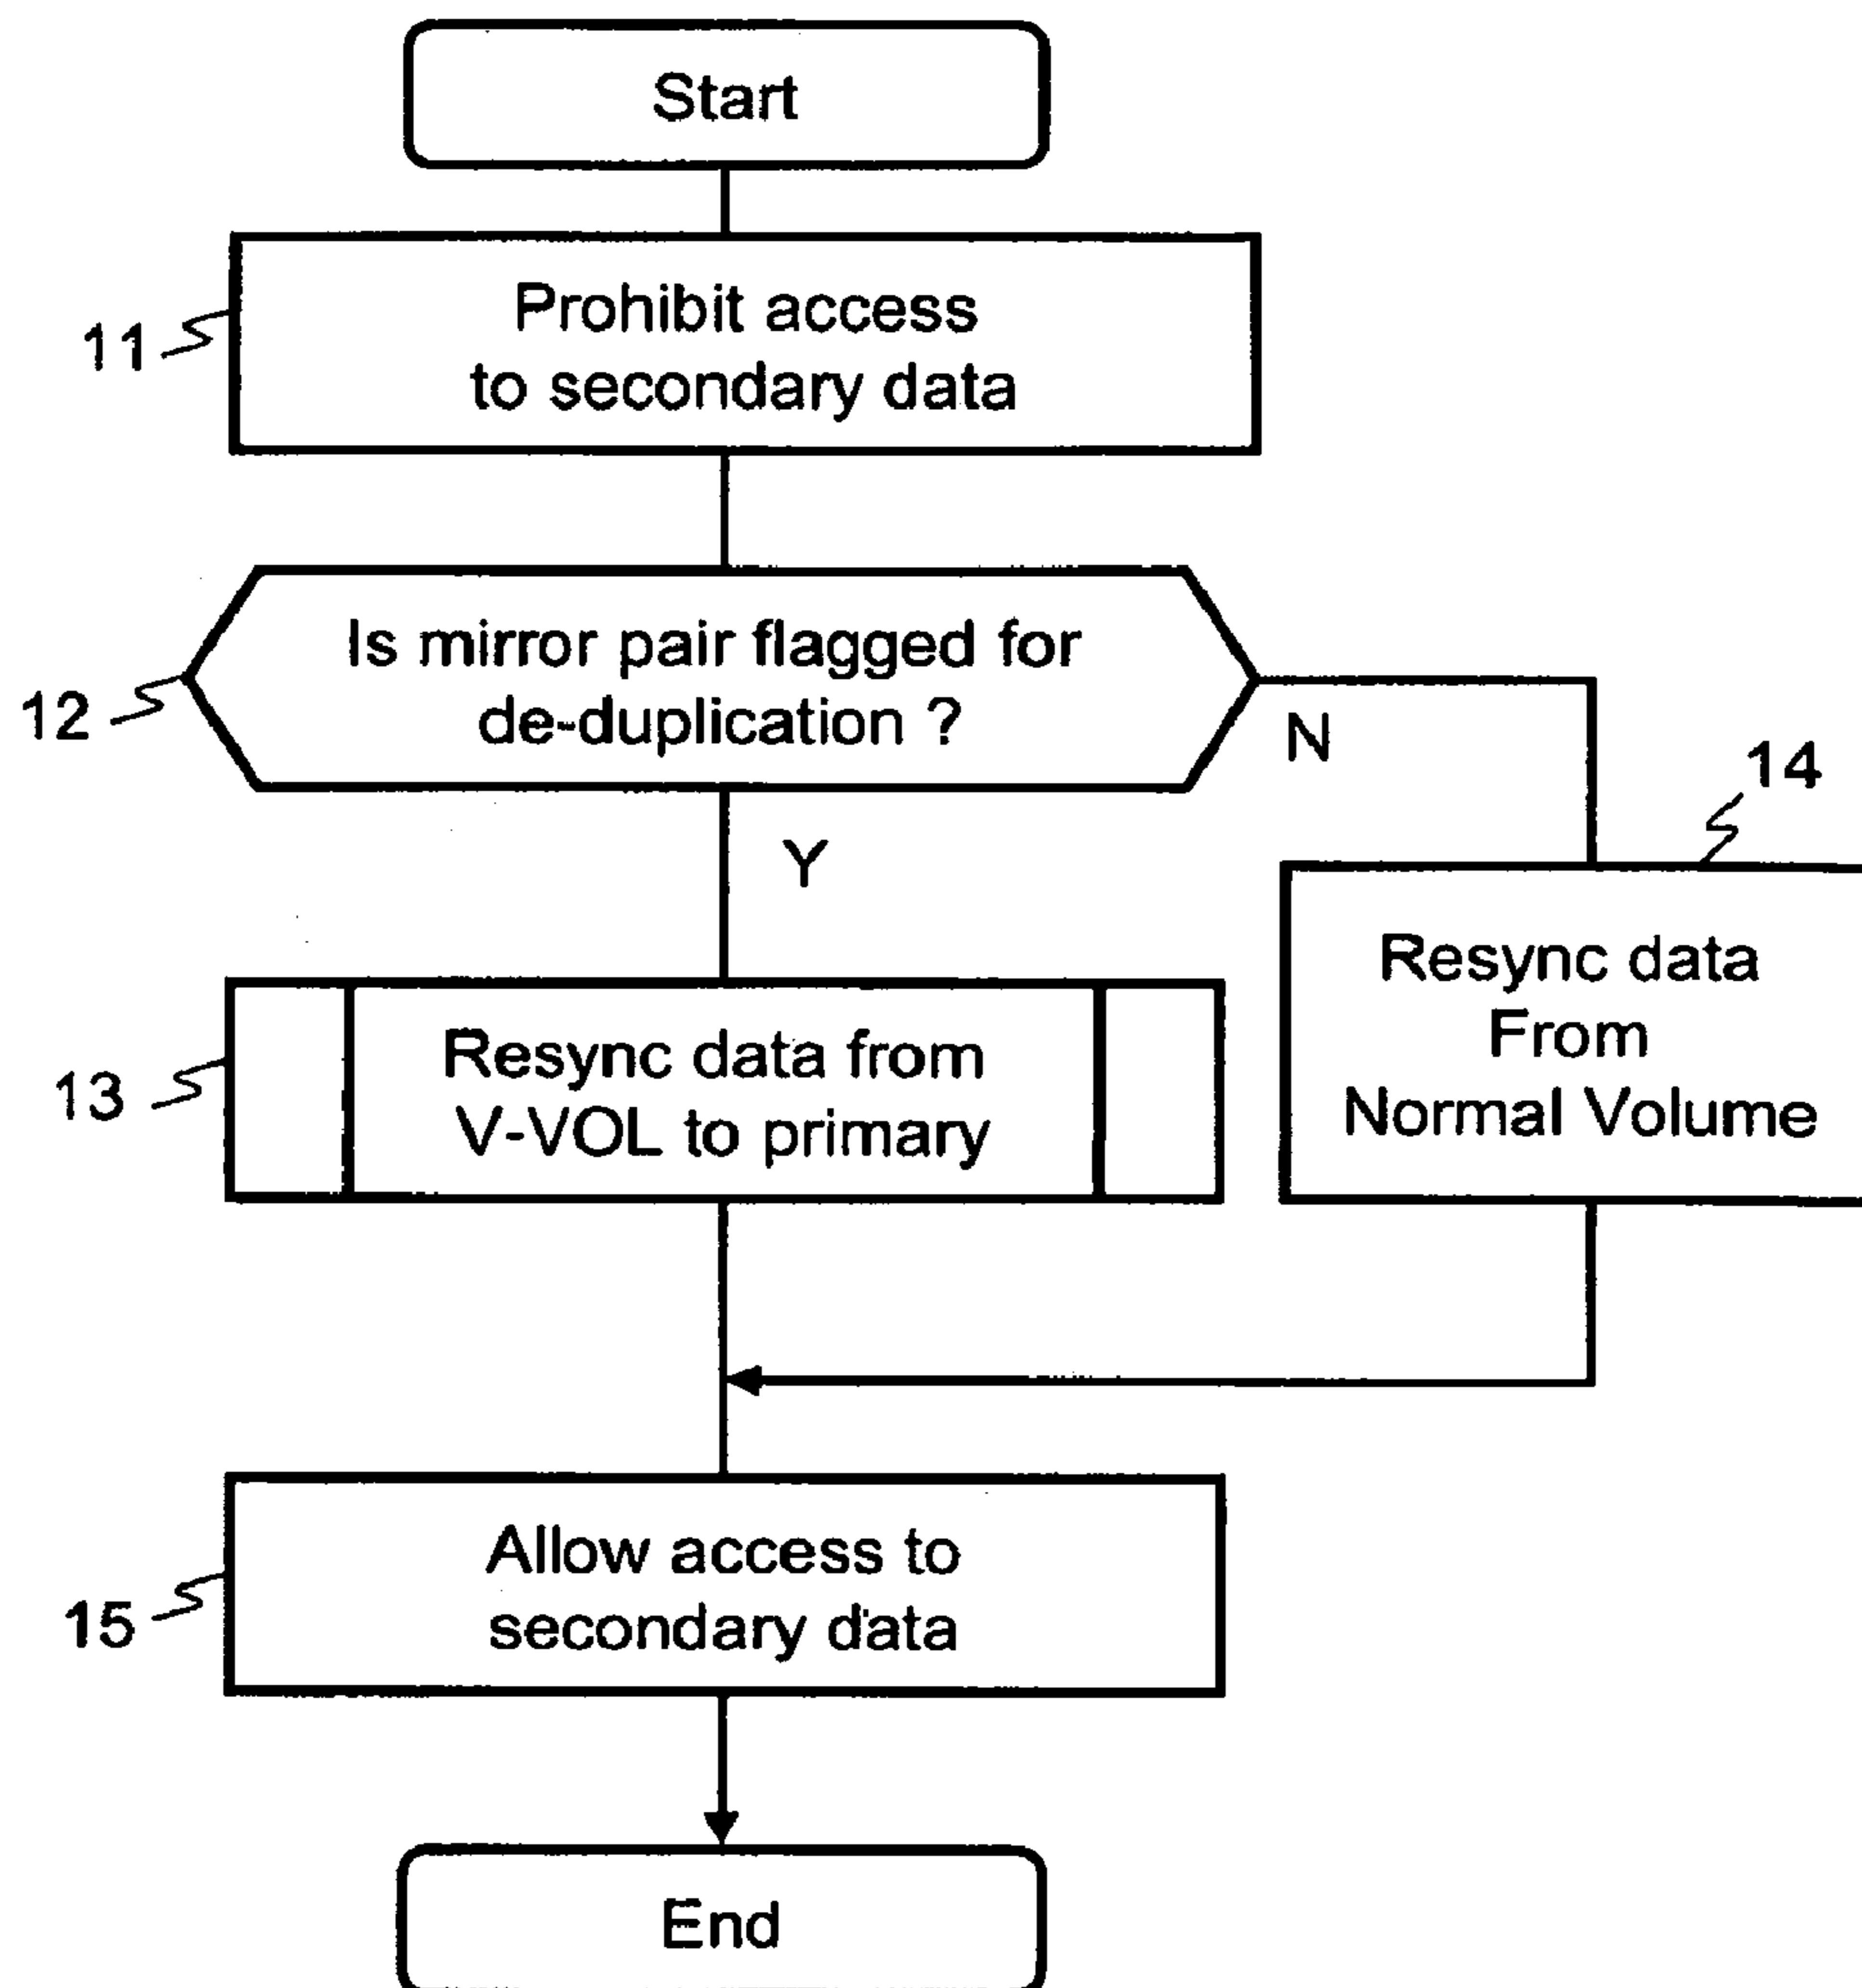 Start
11
Prohibit access
to secondary data
12
Is mirror pair flagged for
de-duplication ?
N
Y
14
Resync data
From
Normal Volume
13
Resync data from
V-VOL to primary
15
Allow access to
secondary data
End